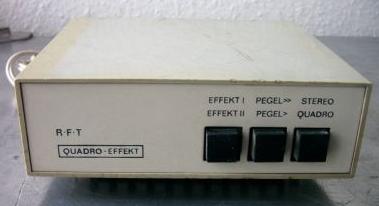 EFFEKT I PEGEL>> STEREO
EFFEKT II PEGEL> QUADRO
R·F·T
QUADRO-EFFEKT